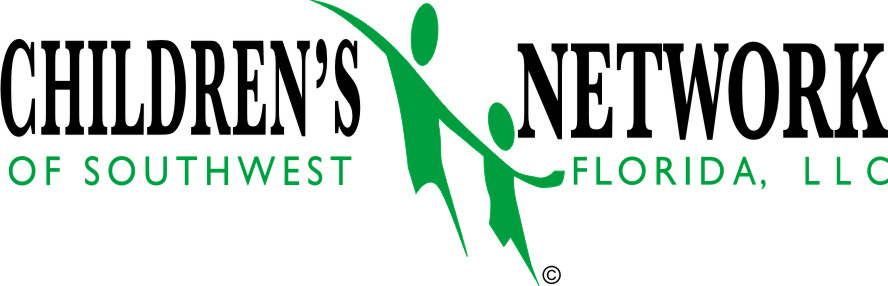 CHILDREN'S NETWORK
OF SOUTHWEST FLORIDA, LLC
©